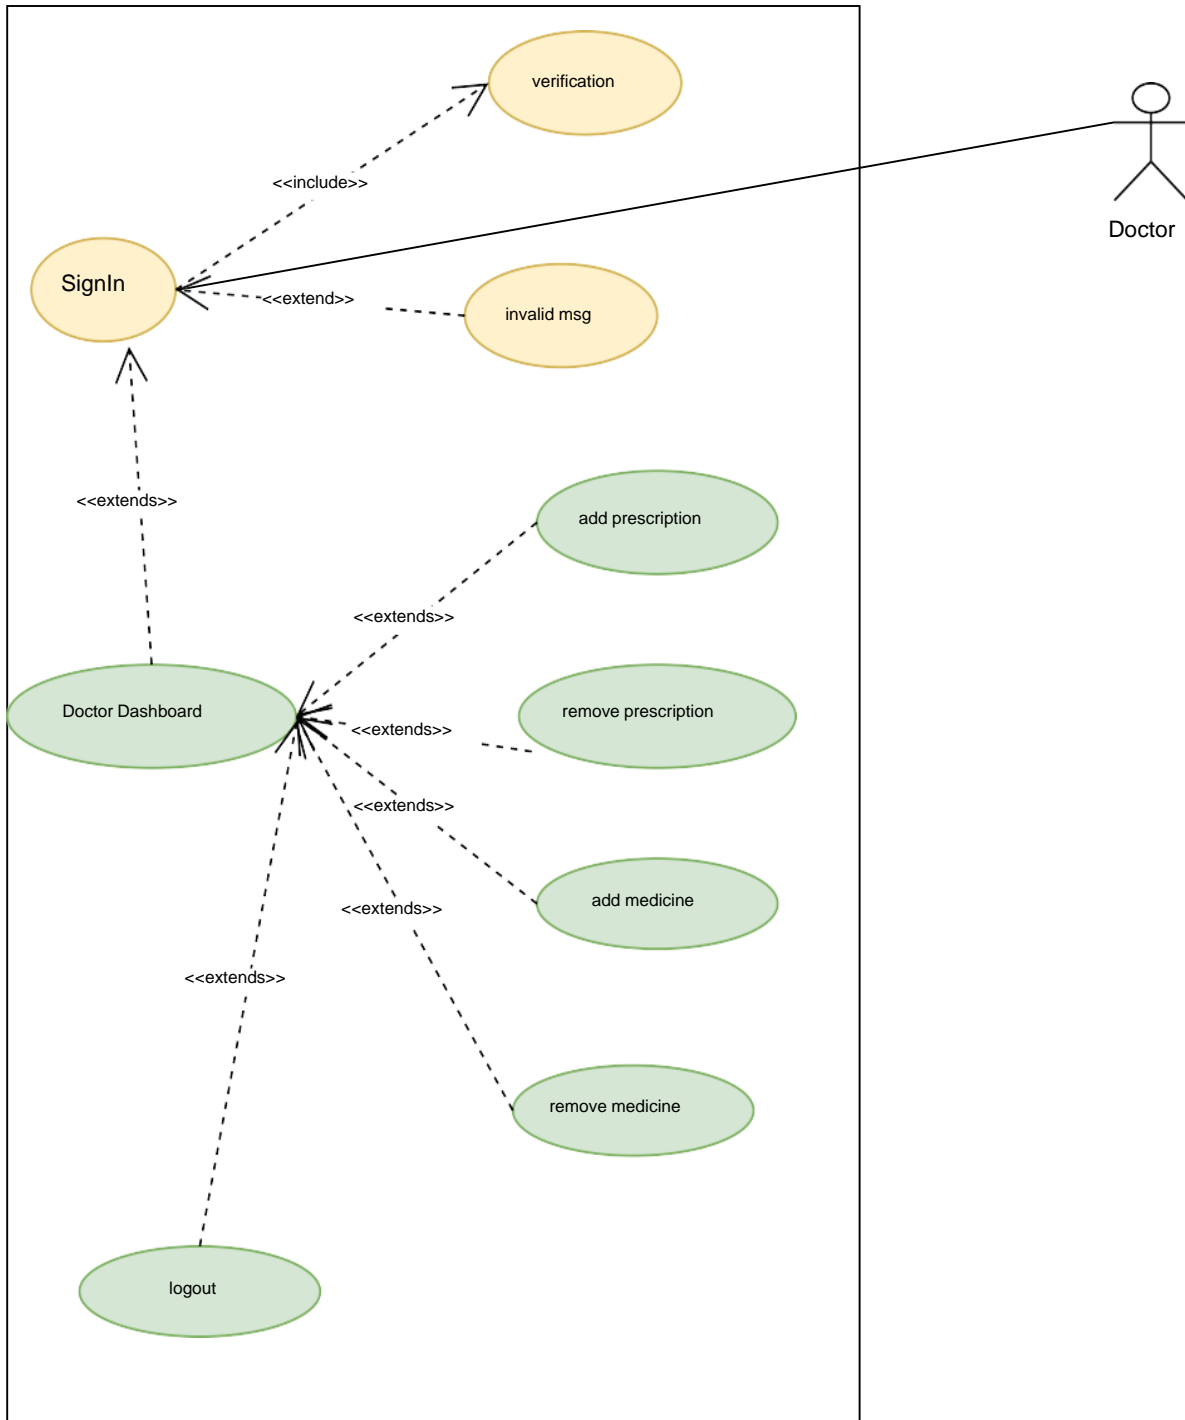 verification
<<include>>
Doctor
SignIn
<<extend>>
invalid msg
<<extends>>
add prescription
<<extends>>
Doctor Dashboard
remove prescription
<<extends>>
<<extends>>
add medicine
<<extends>>
<<extends>>
remove medicine
logout